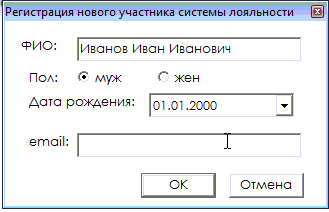 Регистрация нового участника системы лояльности
ФИО: Иванов Иван Иванович
Пол: муж жен
Дата рождения: 01.01.2000
email:
OK Отмена